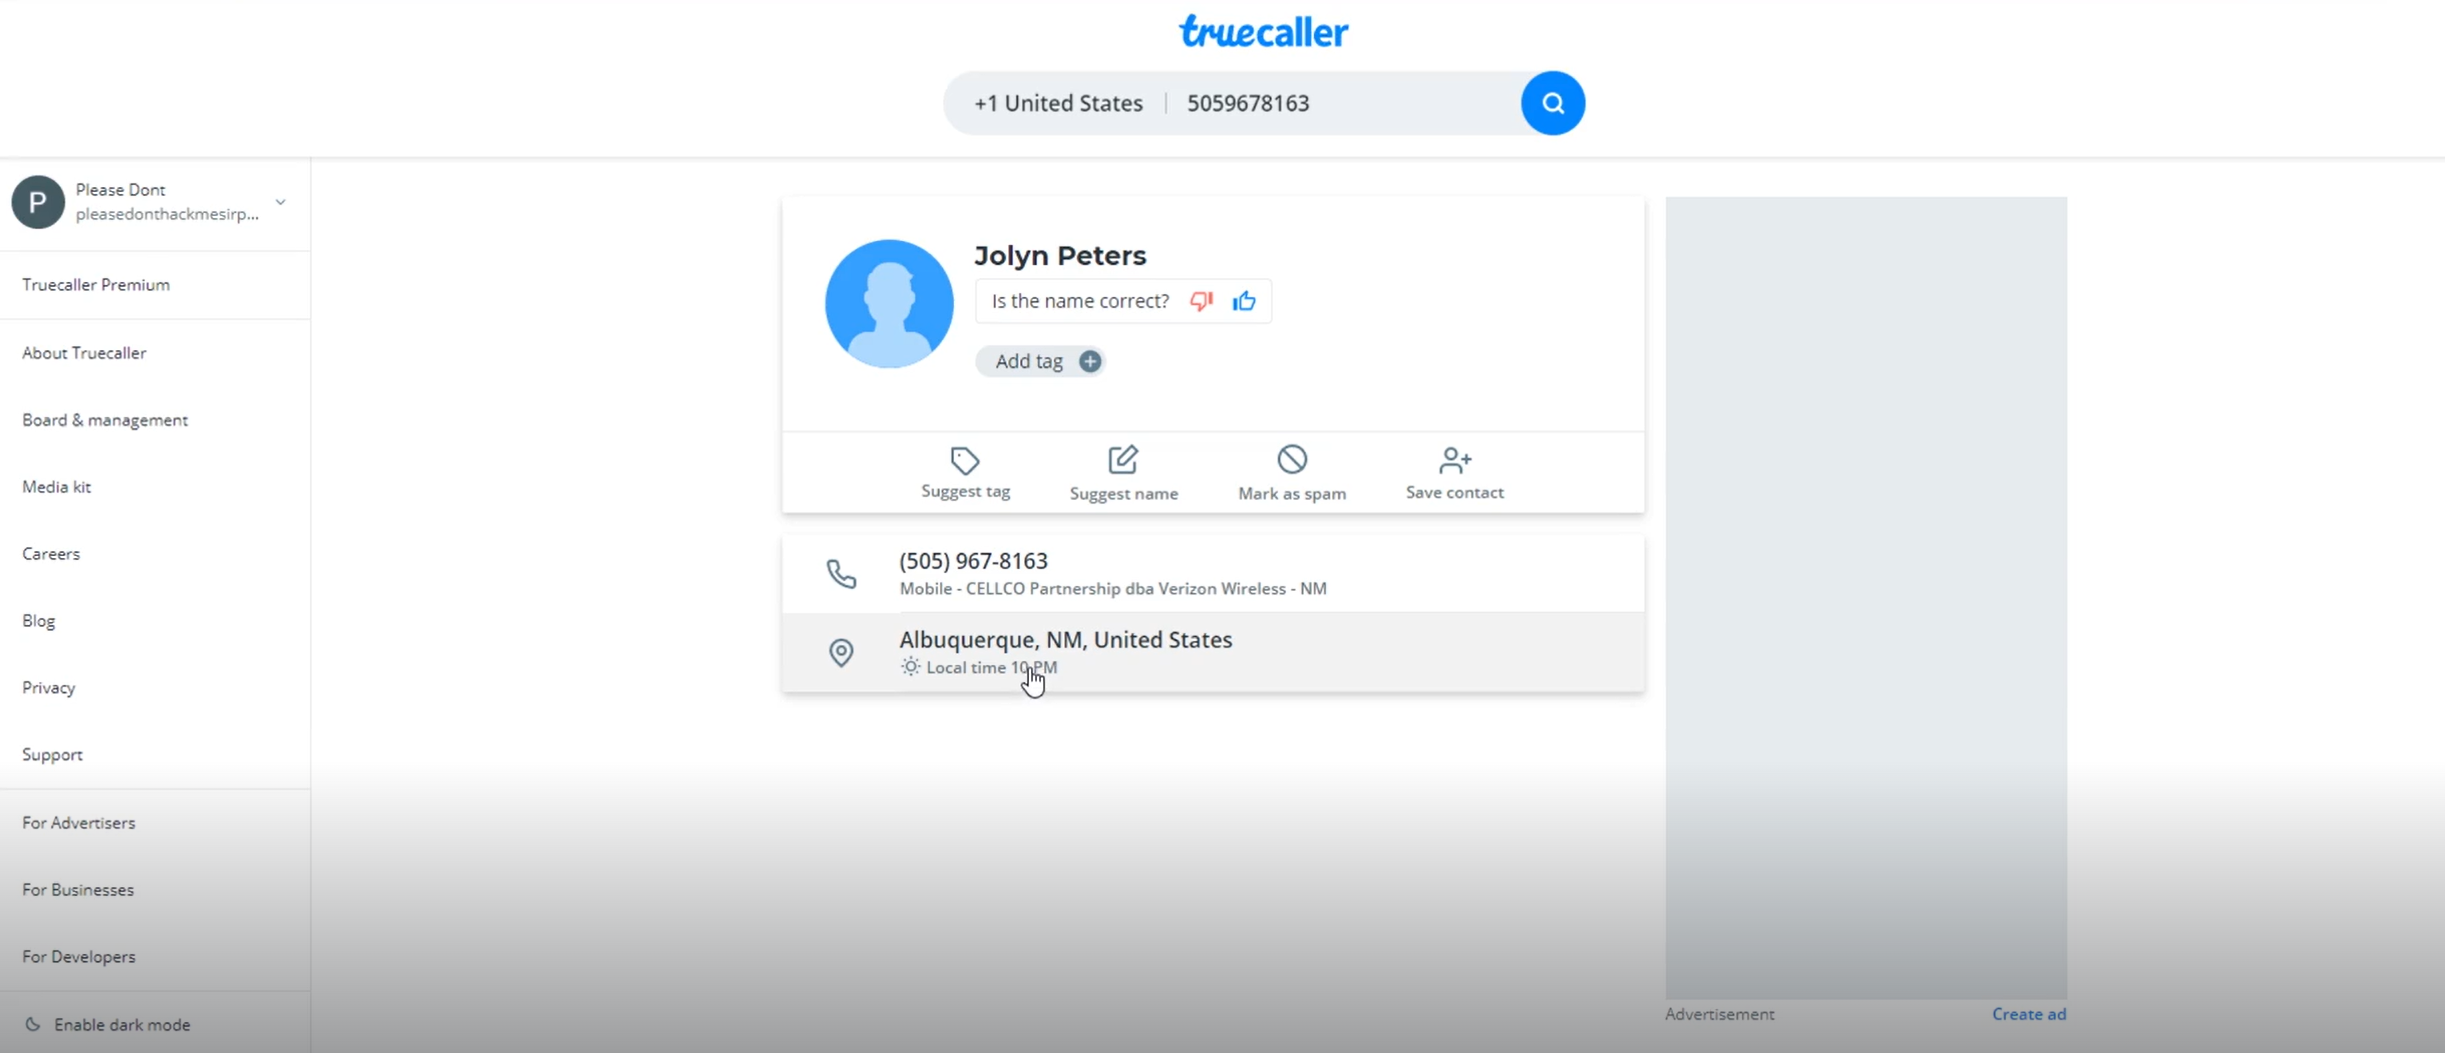 truecaller
+1 United States | 5059678163
P
Please Dont
pleasedonthackmesirp...
Truecaller Premium
About Truecaller
Board & management
Media kit
Careers
Blog
Privacy
Support
For Advertisers
For Businesses
For Developers
Enable dark mode
Jolyn Peters
Is the name correct?
Add tag
Suggest tag
Suggest name
Mark as spam
Save contact
(505) 967-8163
Mobile - CELLCO Partnership dba Verizon Wireless - NM
Albuquerque, NM, United States
Local time 10 PM
Advertisement
Create ad